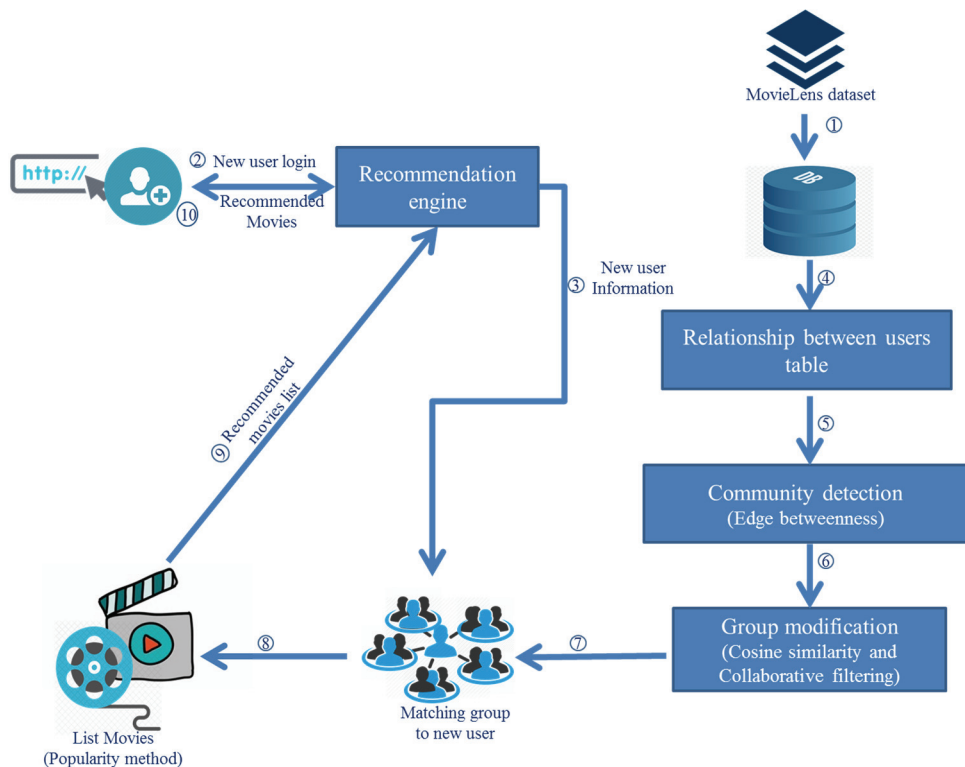 MovieLens dataset
①
DB
http://
② New user login
Recommended
Movies
⑩
Recommendation
engine
③ New user
Information
④
Relationship between users
table
⑤
Community detection
(Edge betweenness)
⑥
Group modification
(Cosine similarity and
Collaborative filtering)
⑦
Matching group
to new user
⑧
List Movies
(Popularity method)
⑨ Recommended
movies list